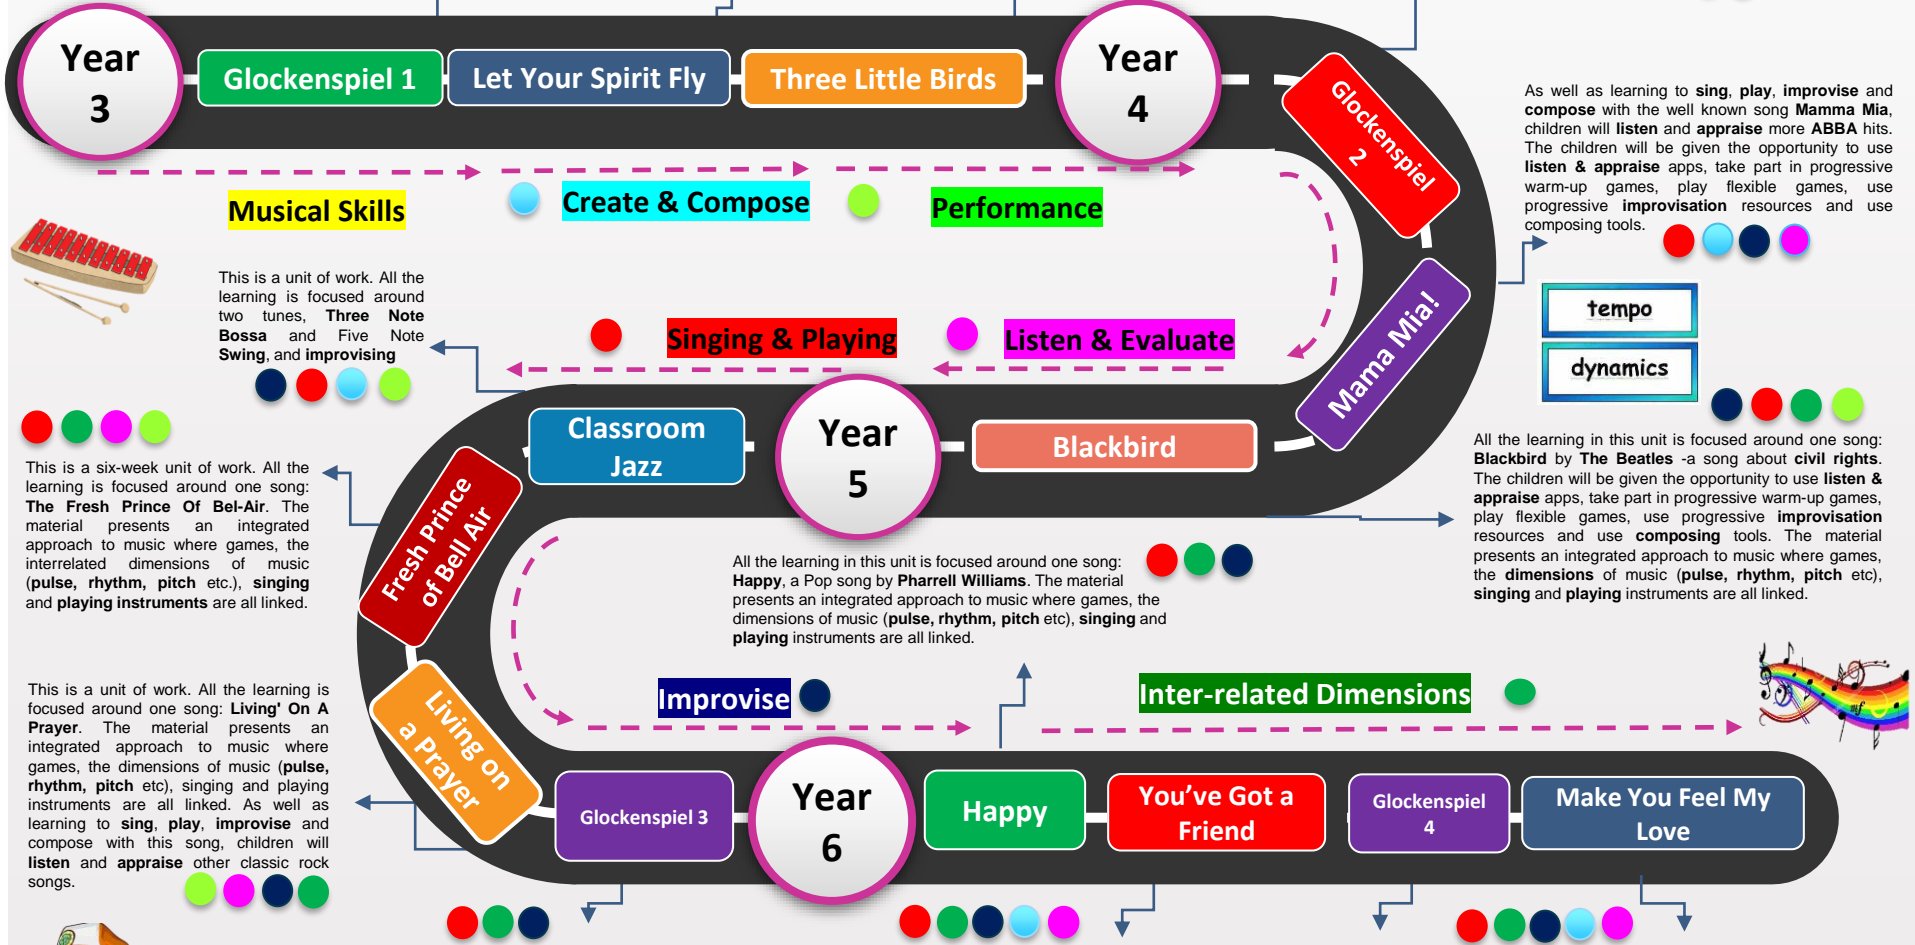 Year
3
Glockenspiel 1
Let Your Spirit Fly
Three Little Birds
Year
4
Glockenspiel
2
As well as learning to sing, play, improvise and
compose with the well known song Mamma Mia,
children will listen and appraise more ABBA hits.
The children will be given the opportunity to use
listen & appraise apps, take part in progressive
warm-up games, play flexible games, use
progressive improvisation resources and use
composing tools.
Musical Skills
Create & Compose
Performance
This is a unit of work. All the
learning is focused around
two tunes, Three Note
Bossa and Five Note
Swing, and improvising
Singing & Playing
Listen & Evaluate
Mama Mia!
tempo
dynamics
Classroom
Jazz
Year
5
Blackbird
All the learning in this unit is focused around one song:
Blackbird by The Beatles -a song about civil rights.
The children will be given the opportunity to use listen &
appraise apps, take part in progressive warm-up games,
play flexible games, use progressive improvisation
resources and use composing tools. The material
presents an integrated approach to music where games,
the dimensions of music (pulse, rhythm, pitch etc),
singing and playing instruments are all linked.
This is a six-week unit of work. All the
learning is focused around one song:
The Fresh Prince Of Bel-Air. The
material presents an integrated
approach to music where games, the
interrelated dimensions of music
(pulse, rhythm, pitch etc.), singing
and playing instruments are all linked.
Fresh Prince
of Bell Air
All the learning in this unit is focused around one song:
Happy, a Pop song by Pharrell Williams. The material
presents an integrated approach to music where games, the
dimensions of music (pulse, rhythm, pitch etc), singing and
playing instruments are all linked.
Improvise
Inter-related Dimensions
mf
This is a unit of work. All the learning is
focused around one song: Living' On A
Prayer. The material presents an
integrated approach to music where
games, the dimensions of music (pulse,
rhythm, pitch etc), singing and playing
instruments are all linked. As well as
learning to sing, play, improvise and
compose with this song, children will
listen and appraise other classic rock
songs.
Living on
a Prayer
Glockenspiel 3
Year
6
Happy
You’ve Got a
Friend
Glockenspiel
4
Make You Feel My
Love